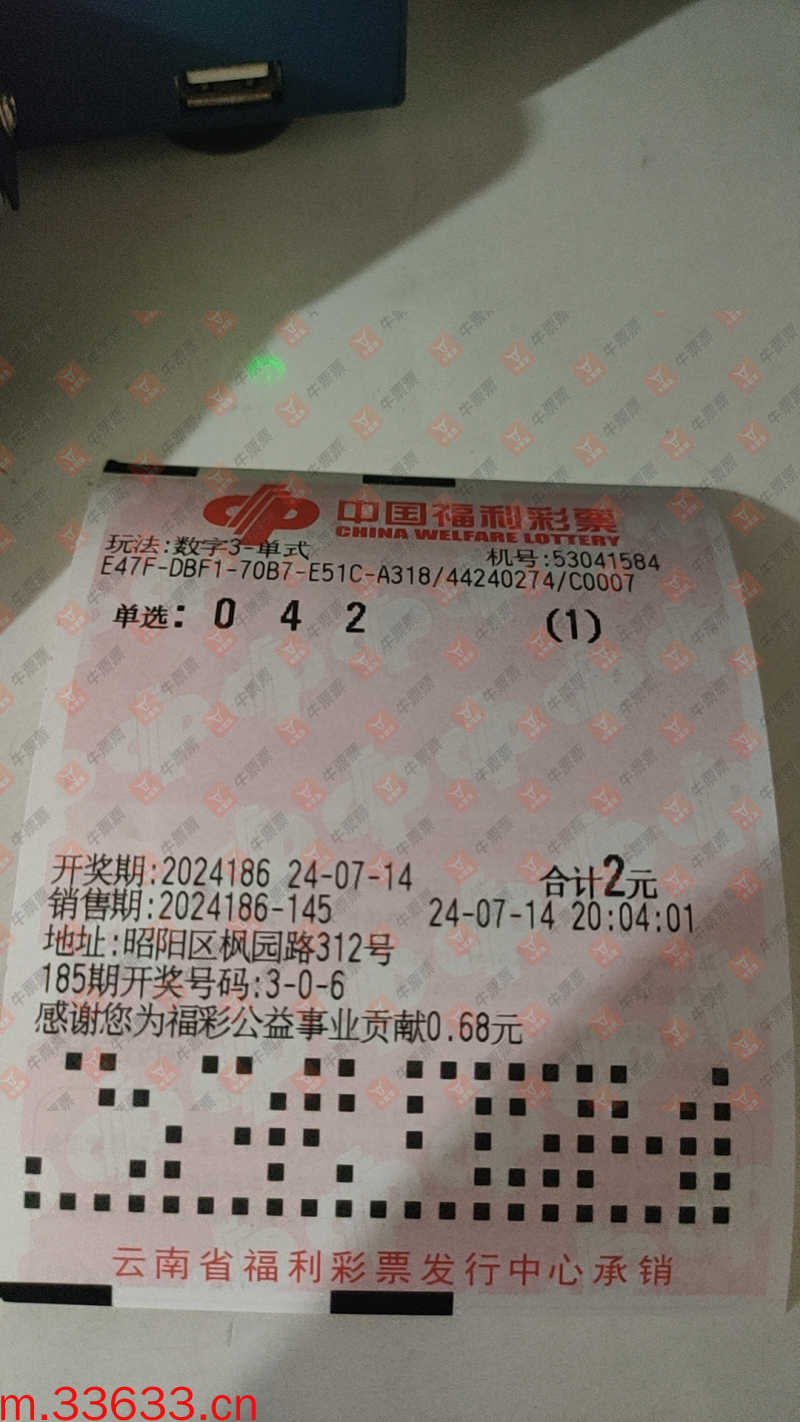 中国福利彩票
CHINA WELFARE LOTTERY
玩法:数字3-单式 机号:53041584
E47F-DBF1-70B7-E51C-A318/44240274/C0007
单选: 0 4 2 (1)
开奖期:2024186 24-07-14 合计2元
销售期:2024186-145 24-07-14 20:04:01
地址:昭阳区枫园路312号
185期开奖号码:3-0-6
感谢您为福彩公益事业贡献0.68元
云南省福利彩票发行中心承销
m.33633.cn
牛票票